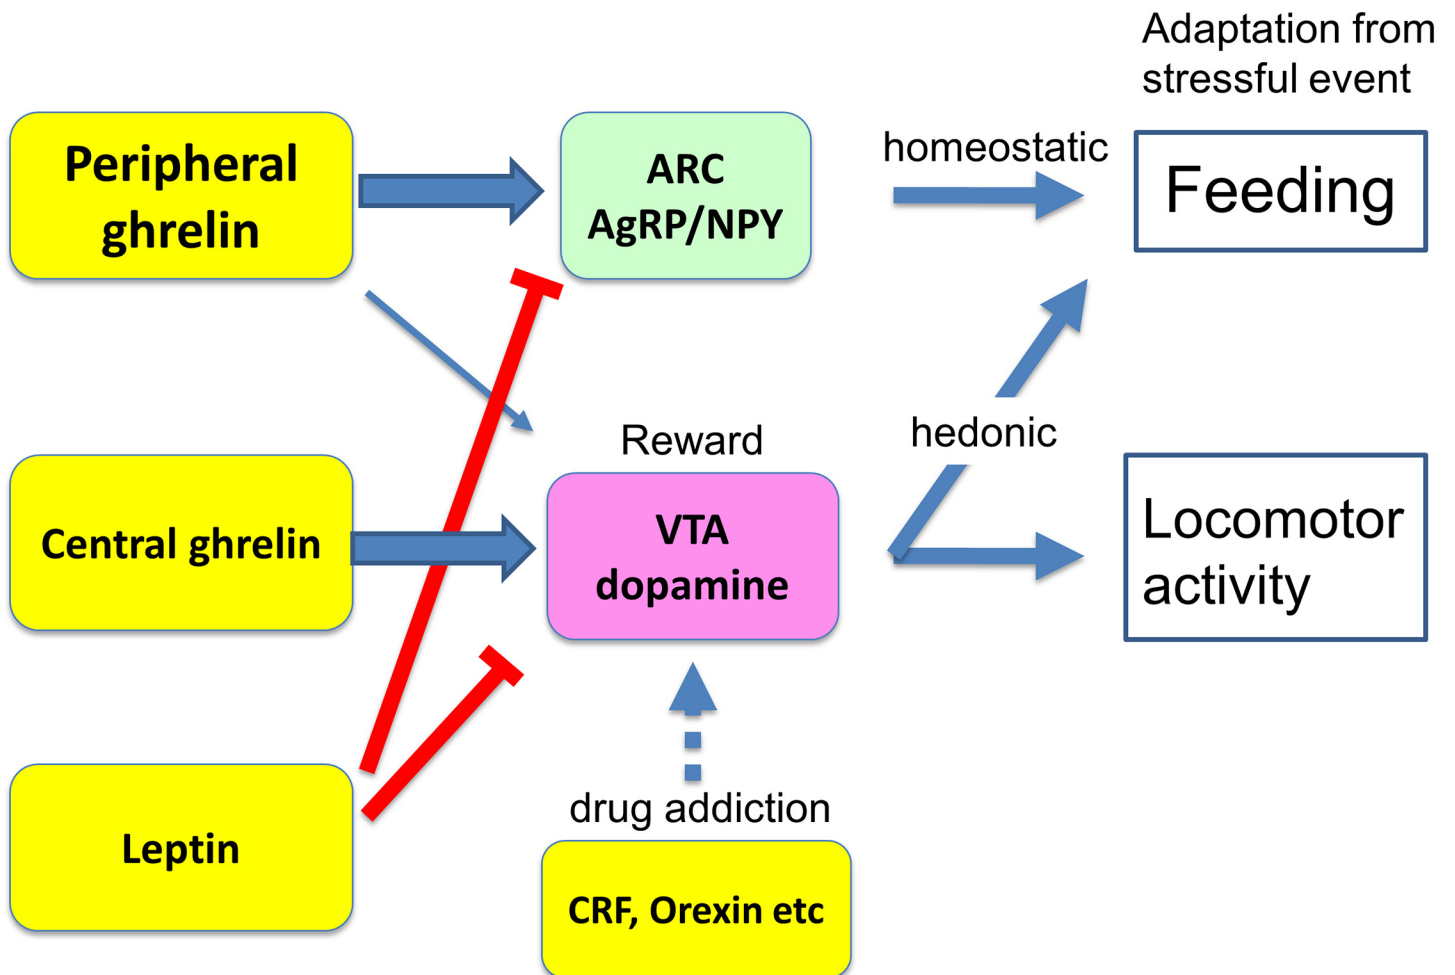 Adaptation from
stressful event
Peripheral
ghrelin
ARC
AgRP/NPY
homeostatic
Feeding
Reward
hedonic
Central ghrelin
VTA
dopamine
Locomotor
activity
Leptin
drug addiction
CRF, Orexin etc